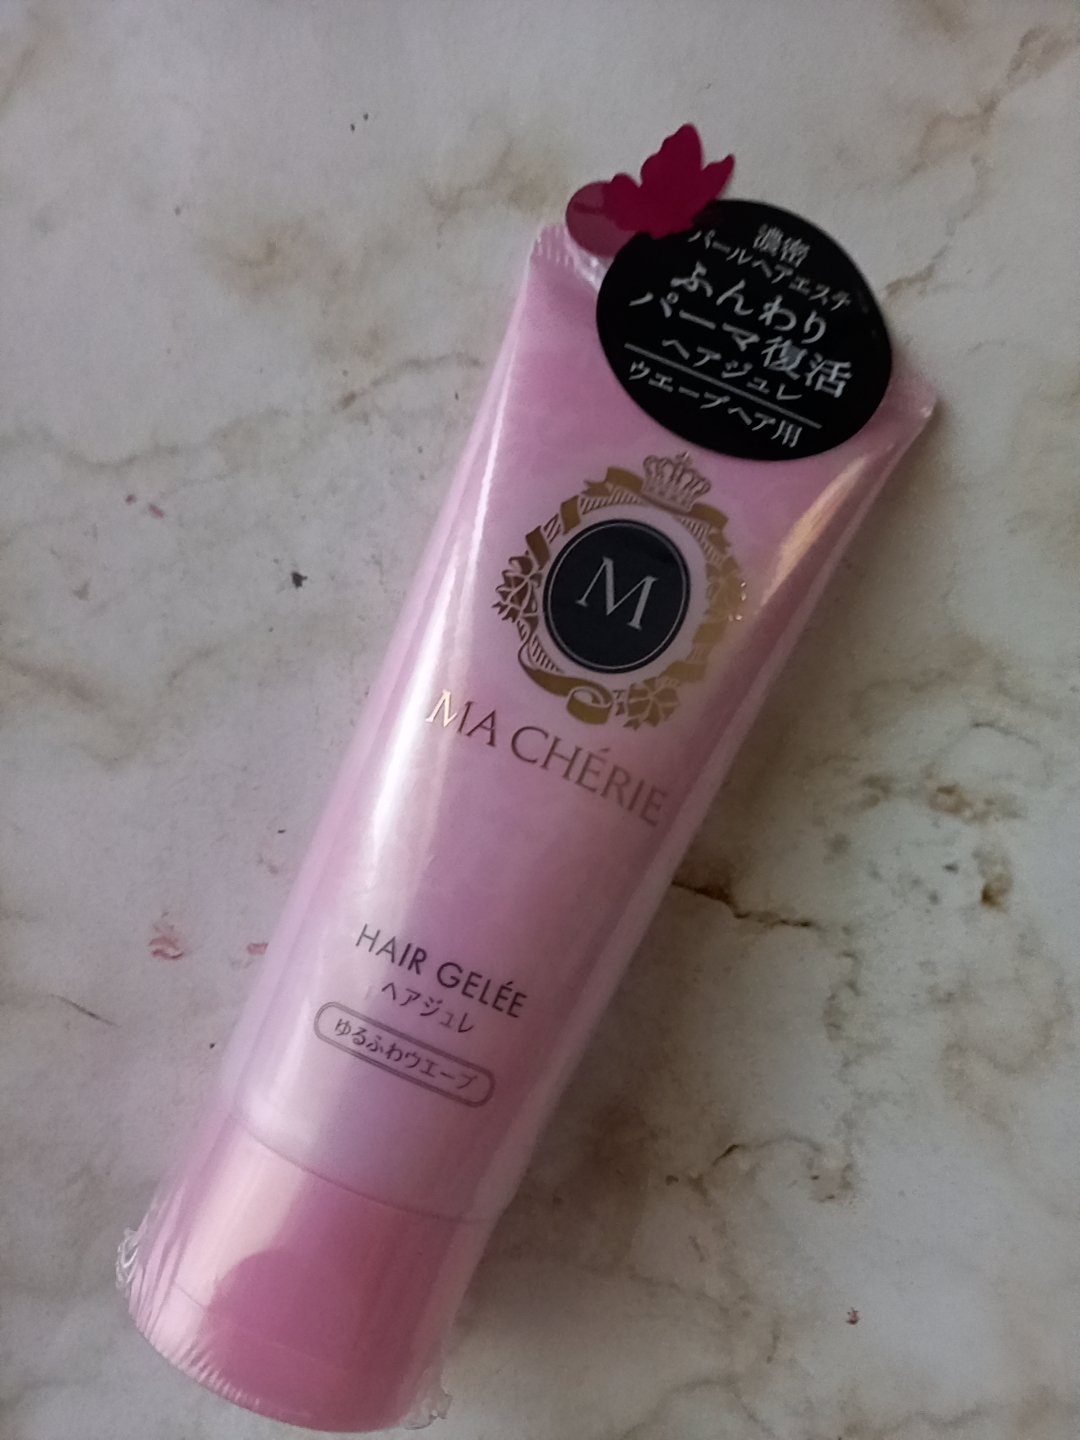 濃密
パールヘアエステ
ふんわり
パーマ復活
ヘアジュレ
ウエーブヘア用
M
MA CHÉRIE
HAIR GELÉE
ヘアジュレ
ゆるふわウエーブ